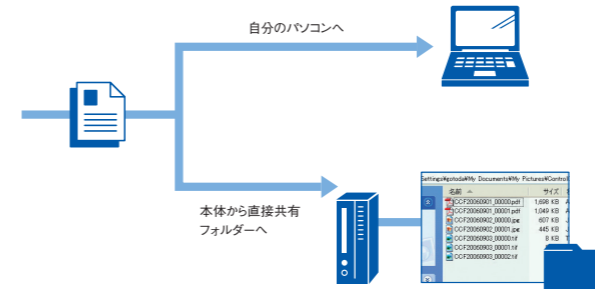 自分のパソコンへ
本体から直接共有
フォルダーへ
Settings¥gotoda¥My Documents¥My Pictures¥Control
名前 サイズ
CCF20060901_00000.pdf 1,698 KB
CCF20060901_00001.pdf 1,049 KB
CCF20060902_00000.jpg 607 KB
CCF20060902_00001.jpg 445 KB
CCF20060903_00000.tif 8 KB
CCF20060903_00001.tif
CCF20060903_00002.tif